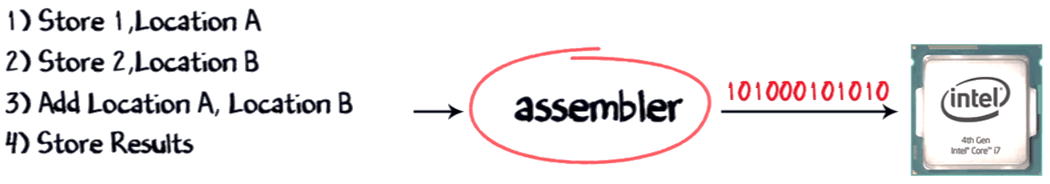 1) Store 1,Location A
2) Store 2,Location B
3) Add Location A, Location B
4) Store Results
assembler
101000101010
intel
4th Gen
Intel® Core™ i7